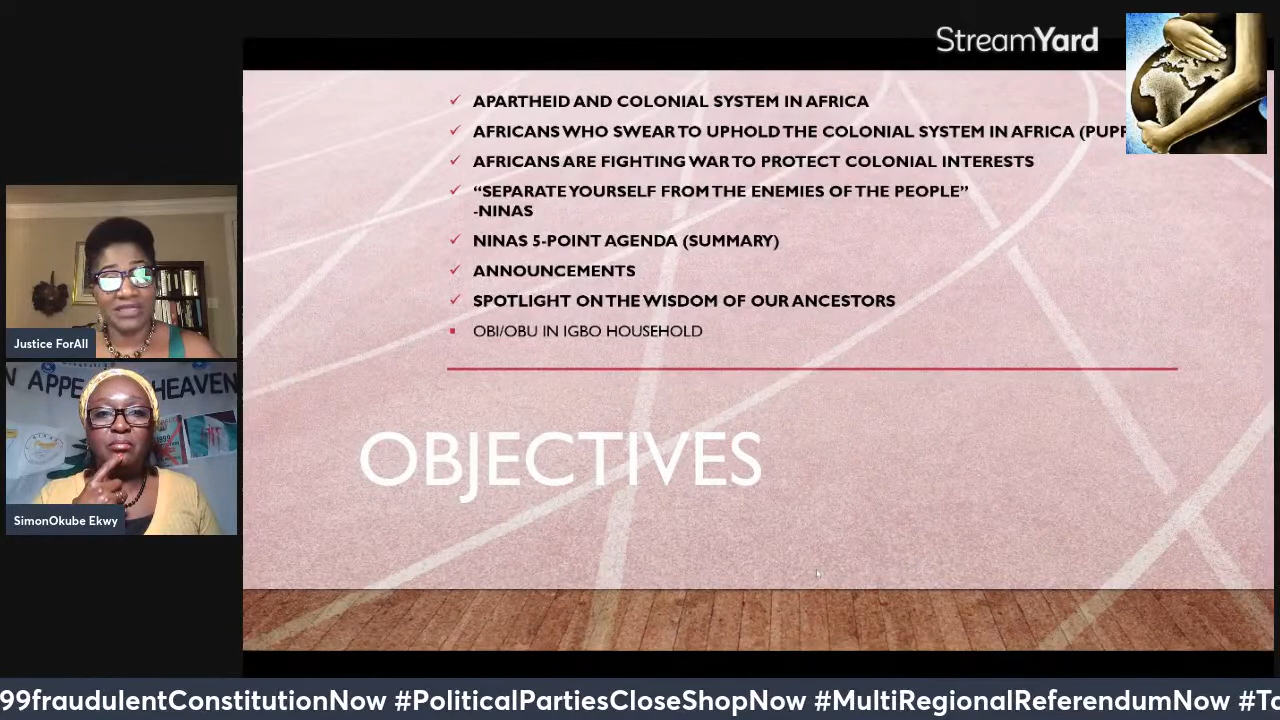 StreamYard
APARTHEID AND COLONIAL SYSTEM IN AFRICA
AFRICANS WHO SWEAR TO UPHOLD THE COLONIAL SYSTEM IN AFRICA
AFRICANS ARE FIGHTING WAR TO PROTECT COLONIAL INTERESTS
“SEPARATE YOURSELF FROM THE ENEMIES OF THE PEOPLE”
-NINAS
NINAS 5-POINT AGENDA (SUMMARY)
ANNOUNCEMENTS
SPOTLIGHT ON THE WISDOM OF OUR ANCESTORS
OBI/OBU IN IGBO HOUSEHOLD
OBJECTIVES
Justice ForAll
SimonOkube Ekwy
99fraudulentConstitutionNow #PoliticalPartiesCloseShopNow #MultiRegionalReferendumNow